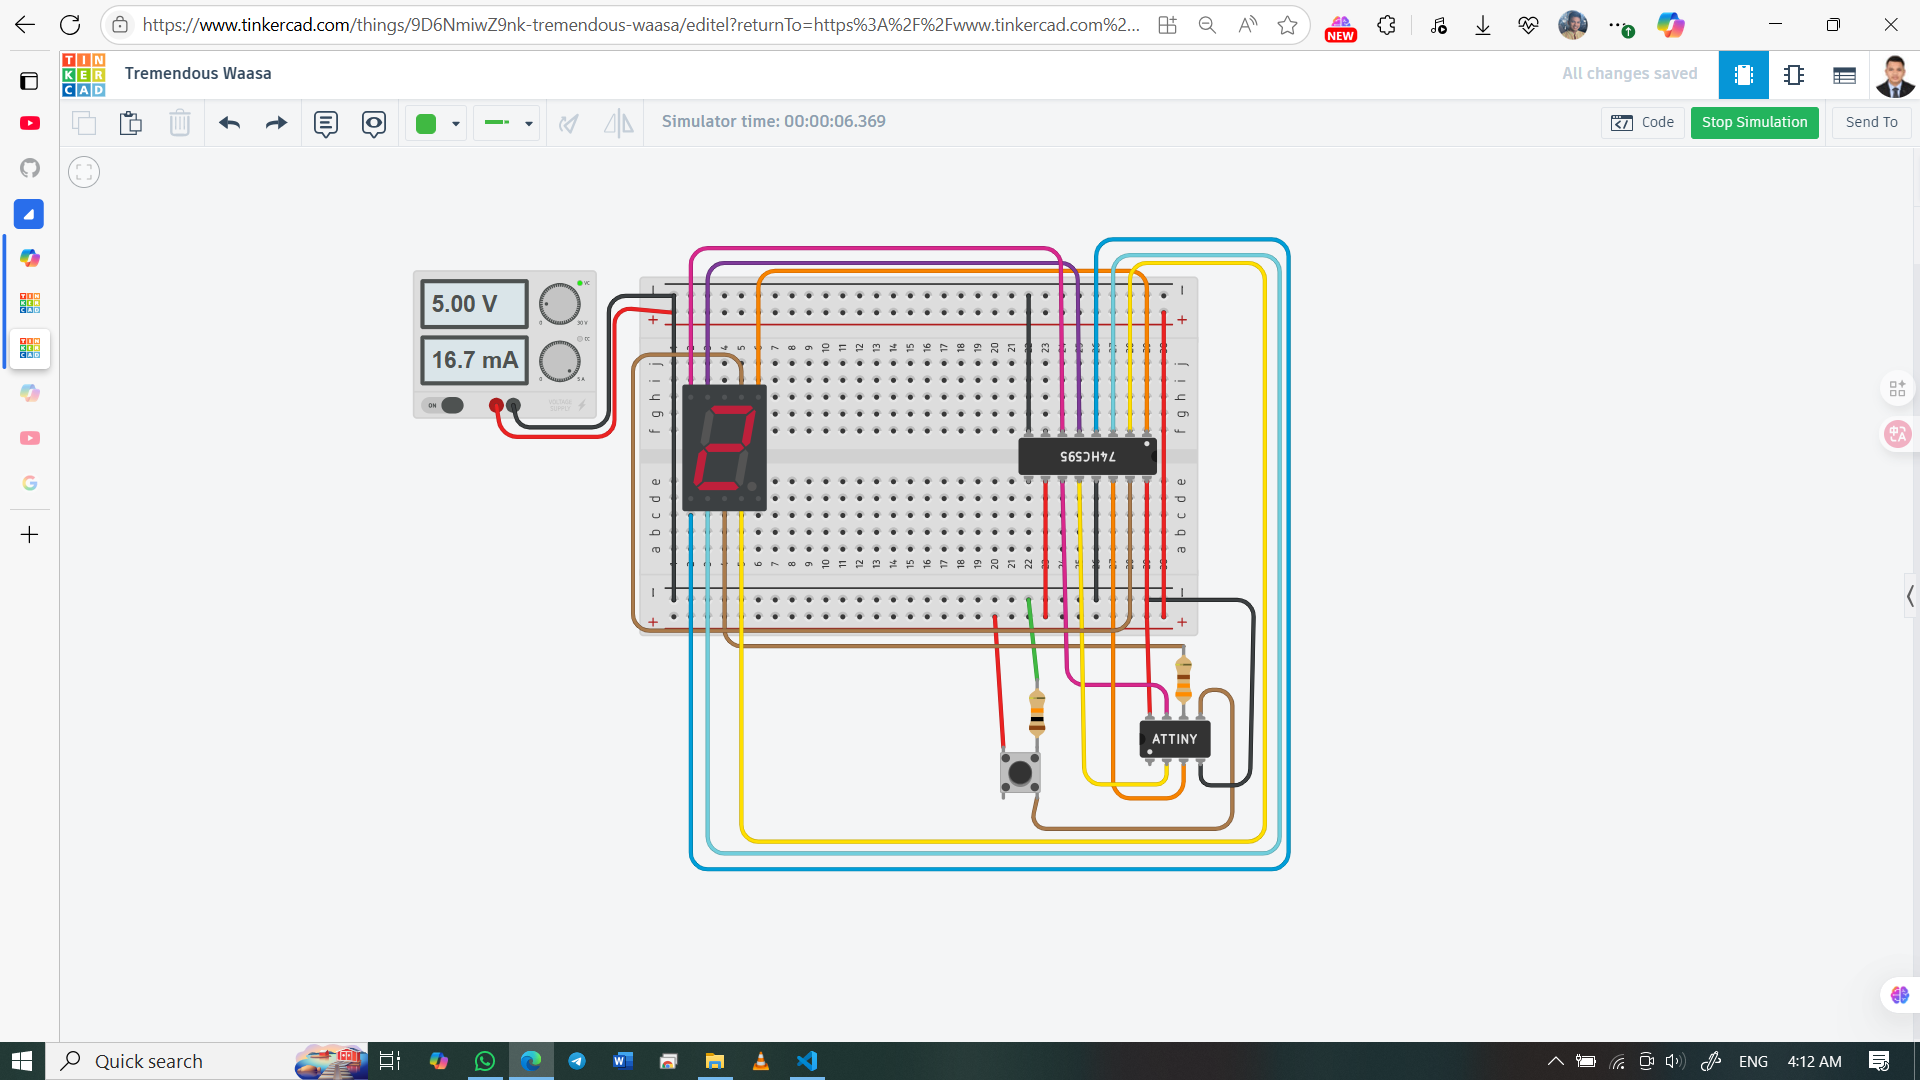 https://www.tinkercad.com/things/9D6NmiwZ9nk-tremendous-waasa/editel?returnTo=https%3A%2F%2Fwww.tinkercad.com%2...
NEW
TIN
KER
CAD
Tremendous Waasa
All changes saved
Simulator time: 00:00:06.369
Code
Stop Simulation
Send To
5.00 V
16.7 mA
ON
74HC595
ATTINY
j
i
h
g
f
e
d
c
b
a
Quick search
ENG
4:12 AM